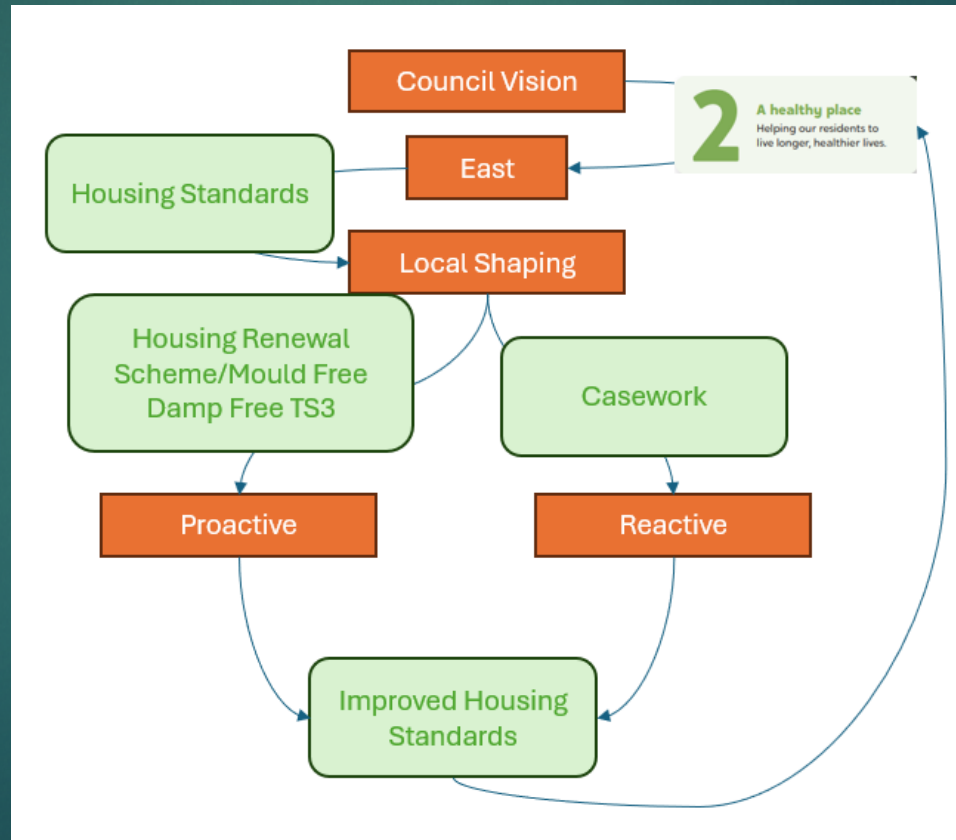 Council Vision
2
A healthy place
Helping our residents to
live longer, healthier lives.
East
Housing Standards
Local Shaping
Housing Renewal
Scheme/Mould Free
Damp Free TS3
Casework
Proactive
Reactive
Improved Housing
Standards